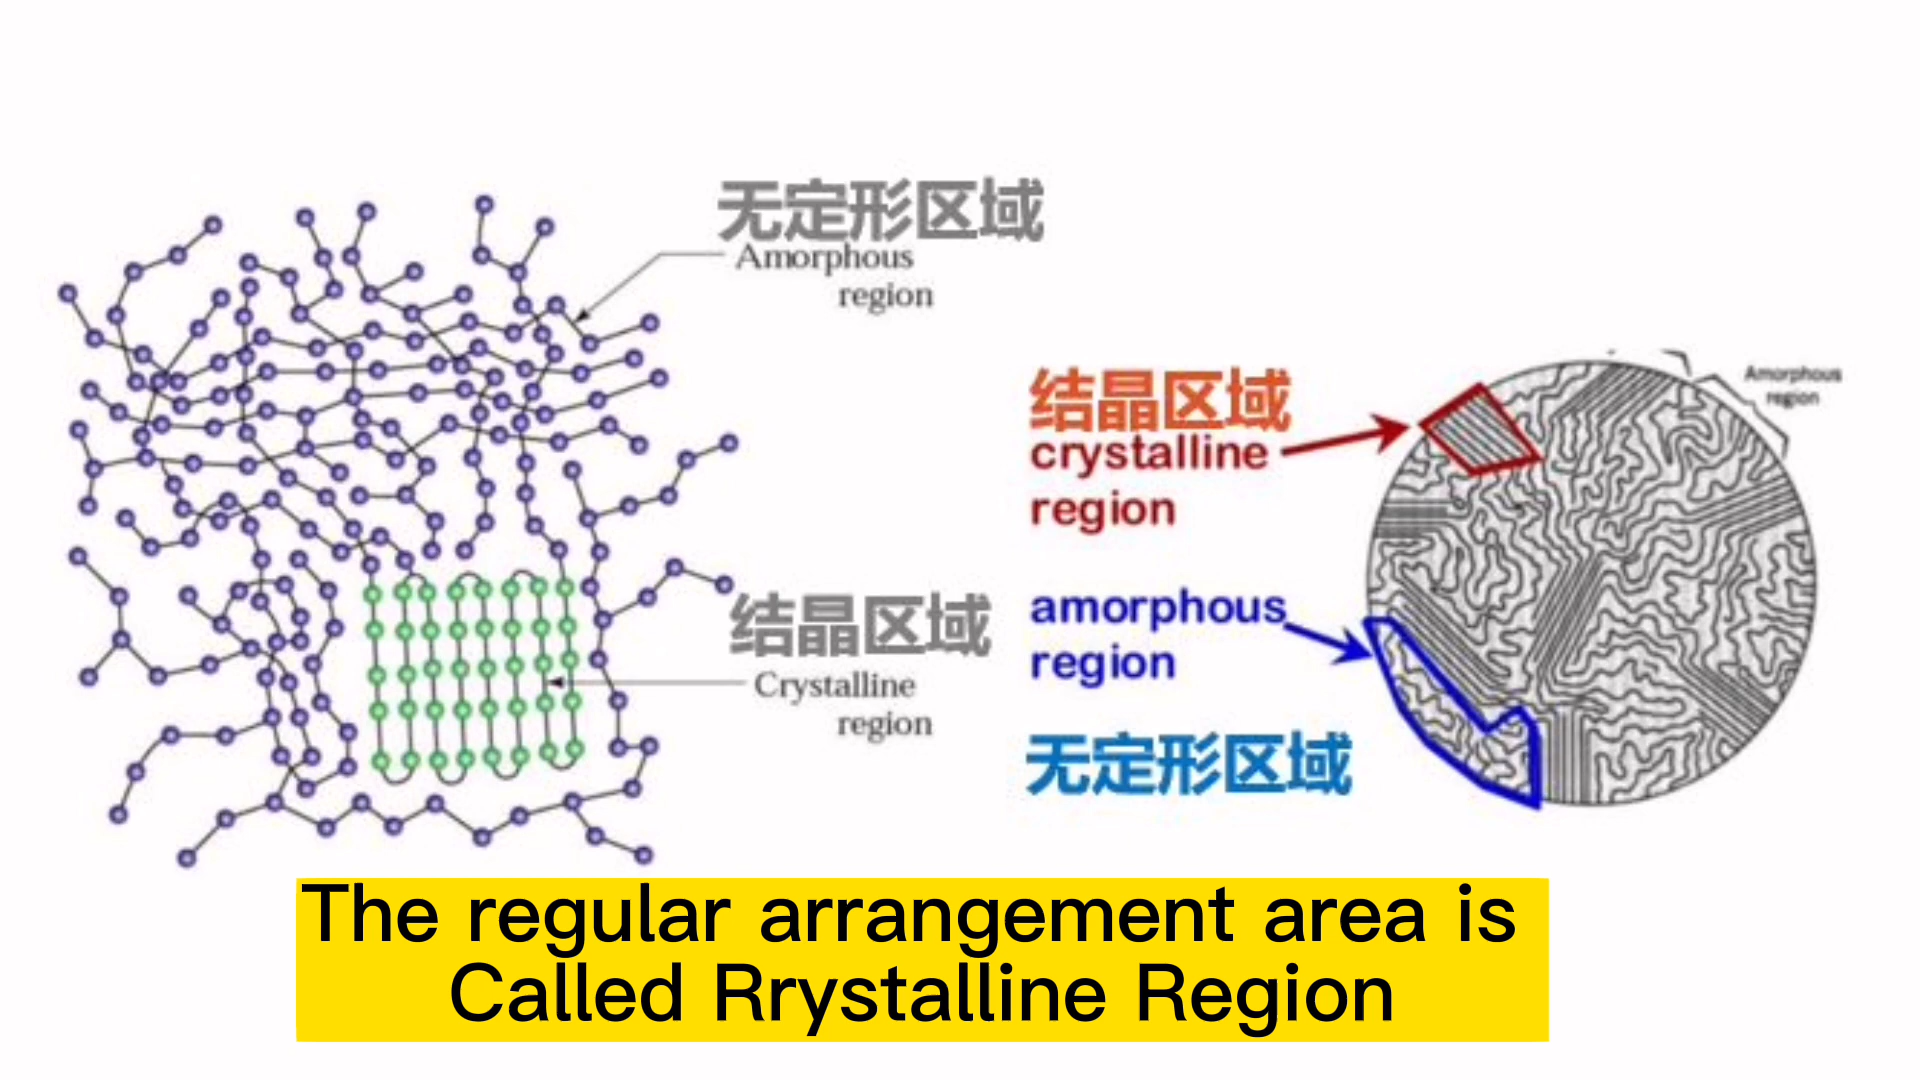 无定形区域
Amorphous
region
结晶区域
Crystalline
region
结晶区域
crystalline
region
amorphous
region
无定形区域
Amorphous
region
The regular arrangement area is
Called Rrystalline Region